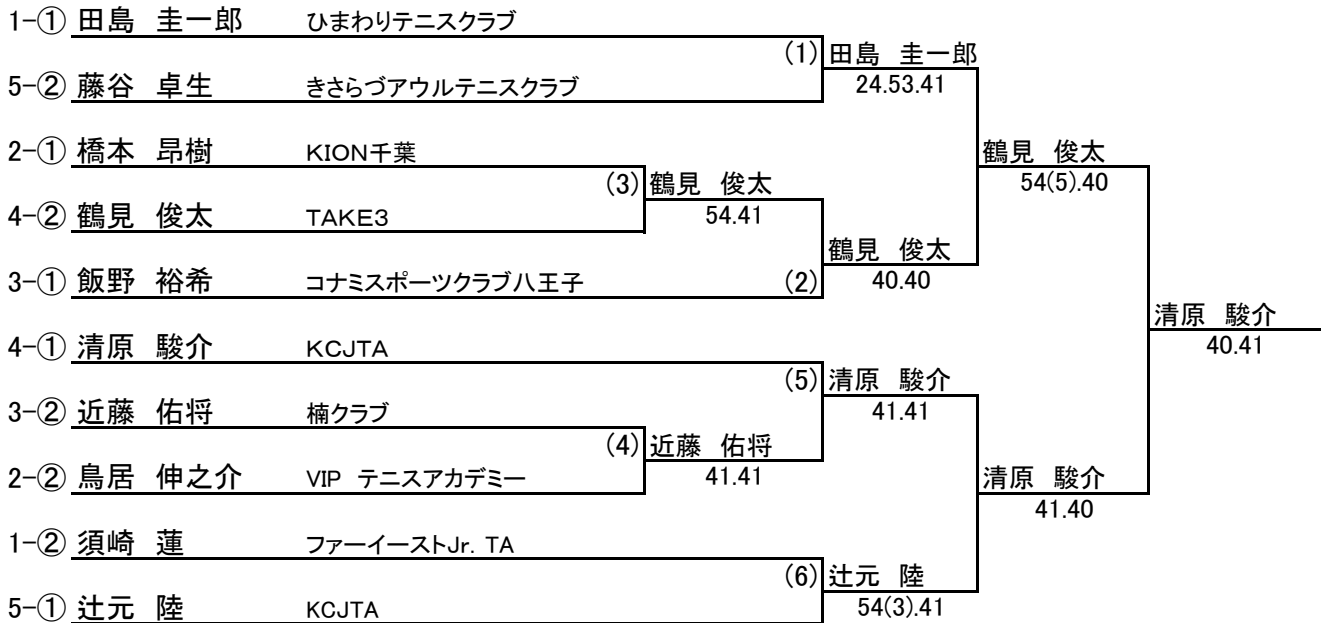 1-① 田島 圭一郎 ひまわりテニスクラブ
(1) 田島 圭一郎
5-② 藤谷 卓生 きさらづアウルテニスクラブ 24.53.41
2-① 橋本 昂樹 KION千葉 鶴見 俊太
(3) 鶴見 俊太 54(5).40
4-② 鶴見 俊太 TAKE3 54.41
鶴見 俊太
3-① 飯野 裕希 コナミスポーツクラブ八王子 (2) 40.40
清原 駿介
4-① 清原 駿介 KCJTA 40.41
(5) 清原 駿介
3-② 近藤 佑将 楠クラブ 41.41
(4) 近藤 佑将
2-② 鳥居 伸之介 VIP テニスアカデミー 41.41 清原 駿介
41.40
1-② 須崎 蓮 ファーイーストJr. TA
(6) 辻元 陸
5-① 辻元 陸 KCJTA 54(3).41